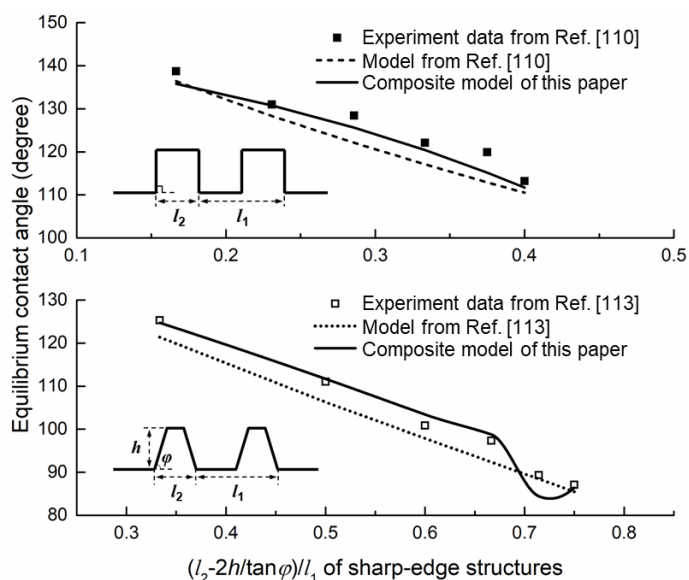 150
140
130
120
110
100
0.1
0.2
0.3
0.4
0.5
Experiment data from Ref. [110]
Model from Ref. [110]
Composite model of this paper
l₂
l₁
Equilibrium contact angle (degree)
130
120
110
100
90
80
0.3
0.4
0.5
0.6
0.7
0.8
Experiment data from Ref. [113]
Model from Ref. [113]
Composite model of this paper
h
φ
l₂
l₁
(l₂-2h/tanφ)/l₁ of sharp-edge structures